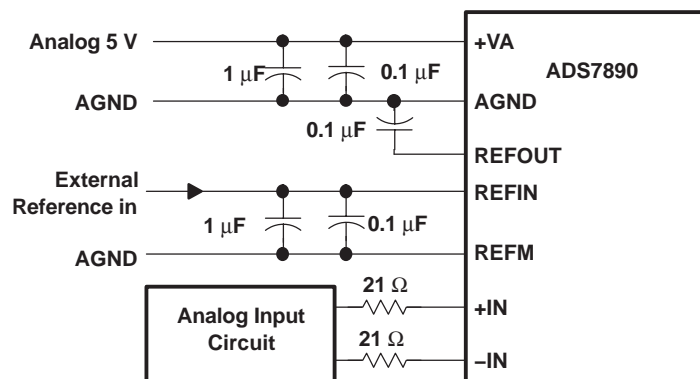 Analog 5 V
+VA
1 μF
0.1 μF
ADS7890
AGND
AGND
0.1 μF
REFOUT
External
Reference in
REFIN
1 μF
0.1 μF
AGND
REFM
21 Ω
+IN
Analog Input
Circuit
21 Ω
−IN